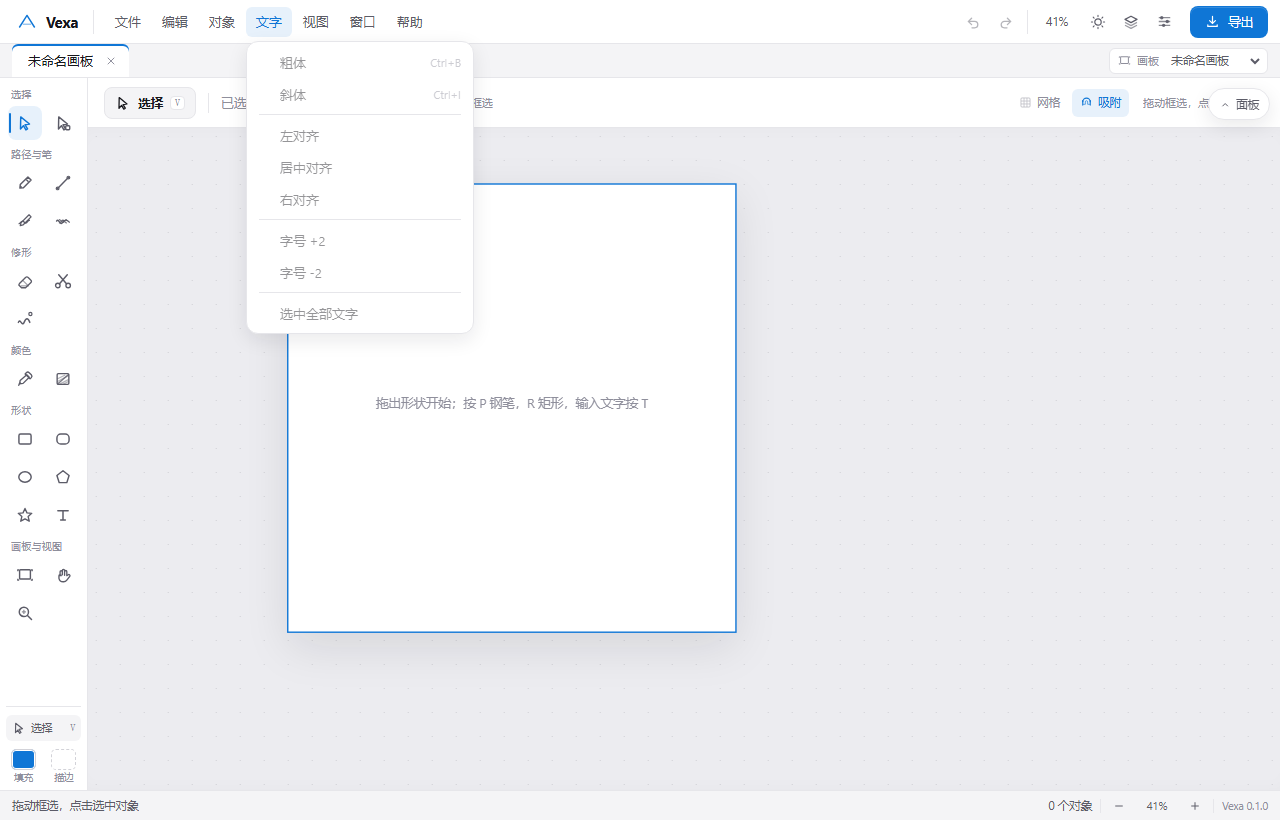 Vexa 文件 编辑 对象 文字 视图 窗口 帮助 41% 导出
未命名画板 × 画板 未命名画板
选择 V 已选 框选 网格 吸附 拖动框选，点 面板
粗体 Ctrl+B
斜体 Ctrl+I
左对齐
居中对齐
右对齐
字号 +2
字号 -2
选中全部文字
选择
路径与笔
修形
颜色
形状
画板与视图
拖出形状开始；按 P 钢笔，R 矩形，输入文字按 T
选择 V
填充 描边
拖动框选，点击选中对象 0 个对象 − 41% + Vexa 0.1.0